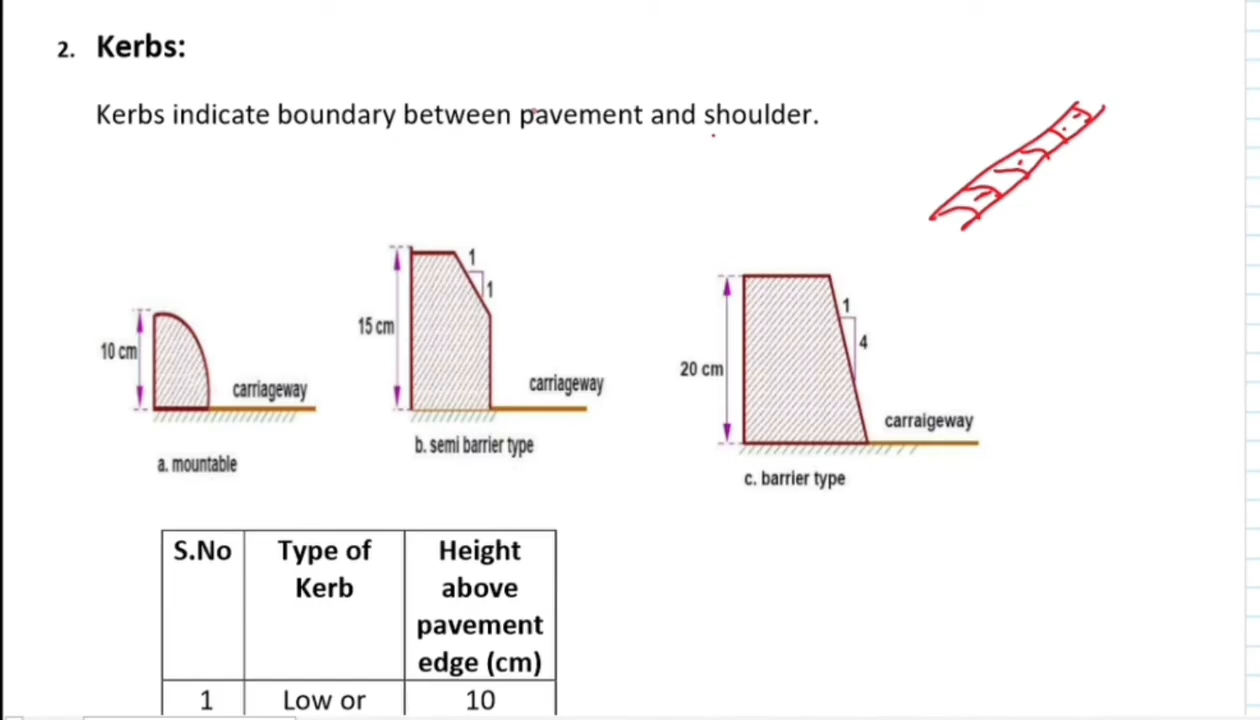 2. Kerbs:
Kerbs indicate boundary between pavement and shoulder.
10 cm
carriageway
a. mountable
15 cm
1
1
carriageway
b. semi barrier type
20 cm
1
4
carraigeway
c. barrier type
S.No Type of Kerb Height above pavement edge (cm)
1 Low or 10